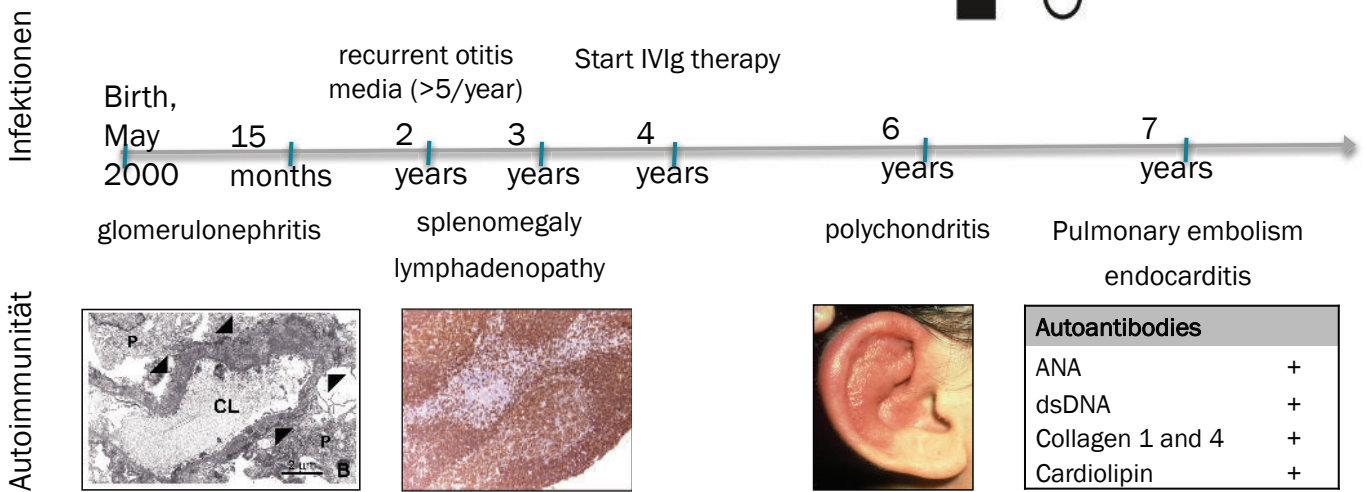 Infektionen
recurrent otitis
media (>5/year)
Start IVIg therapy
Birth,
May
2000
15
months
2
years
3
years
4
years
6
years
7
years
glomerulonephritis
splenomegaly
lymphadenopathy
polychondritis
Pulmonary embolism
endocarditis
Autoimmunität
P
CL
P
2 μm
B
Autoantibodies
ANA +
dsDNA +
Collagen 1 and 4 +
Cardiolipin +